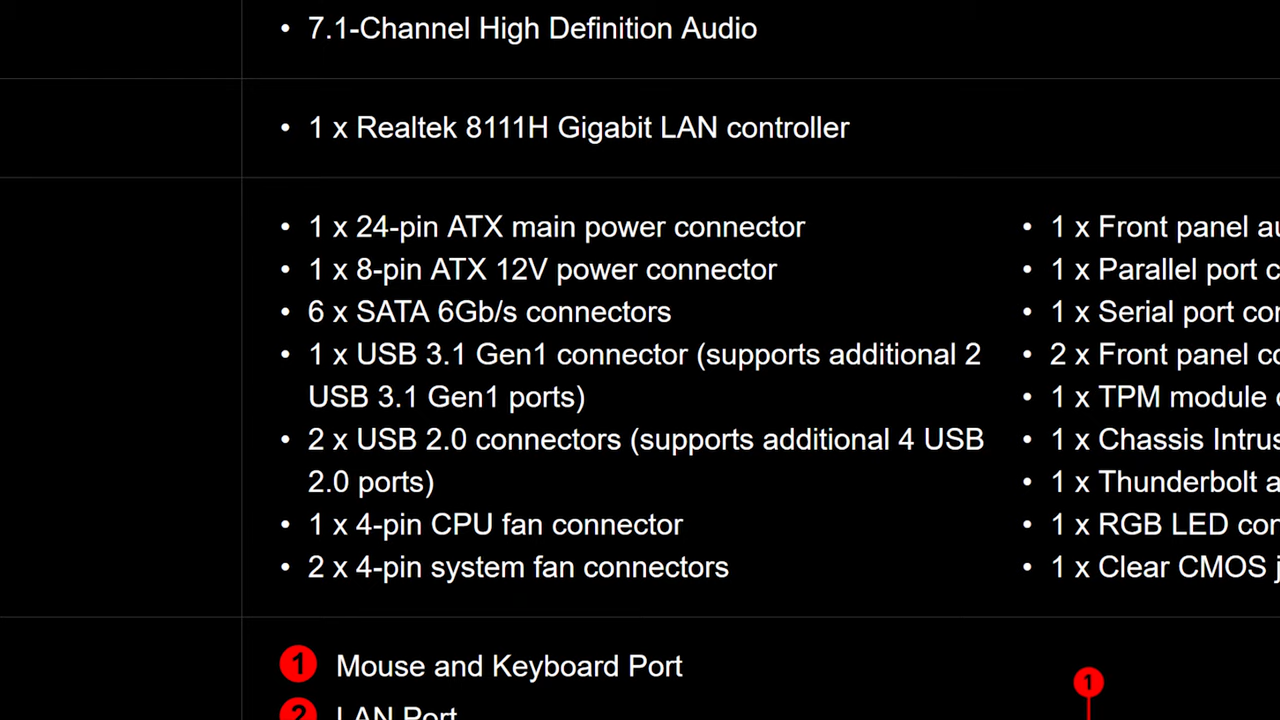 • 7.1-Channel High Definition Audio
• 1 x Realtek 8111H Gigabit LAN controller
• 1 x 24-pin ATX main power connector
• 1 x 8-pin ATX 12V power connector
• 6 x SATA 6Gb/s connectors
• 1 x USB 3.1 Gen1 connector (supports additional 2
USB 3.1 Gen1 ports)
• 2 x USB 2.0 connectors (supports additional 4 USB
2.0 ports)
• 1 x 4-pin CPU fan connector
• 2 x 4-pin system fan connectors
• 1 x Front panel
• 1 x Parallel port
• 1 x Serial port
• 2 x Front panel
• 1 x TPM module
• 1 x Chassis
• 1 x Thunderbolt
• 1 x RGB LED
• 1 x Clear CMOS
1 Mouse and Keyboard Port
2 LAN Port
1